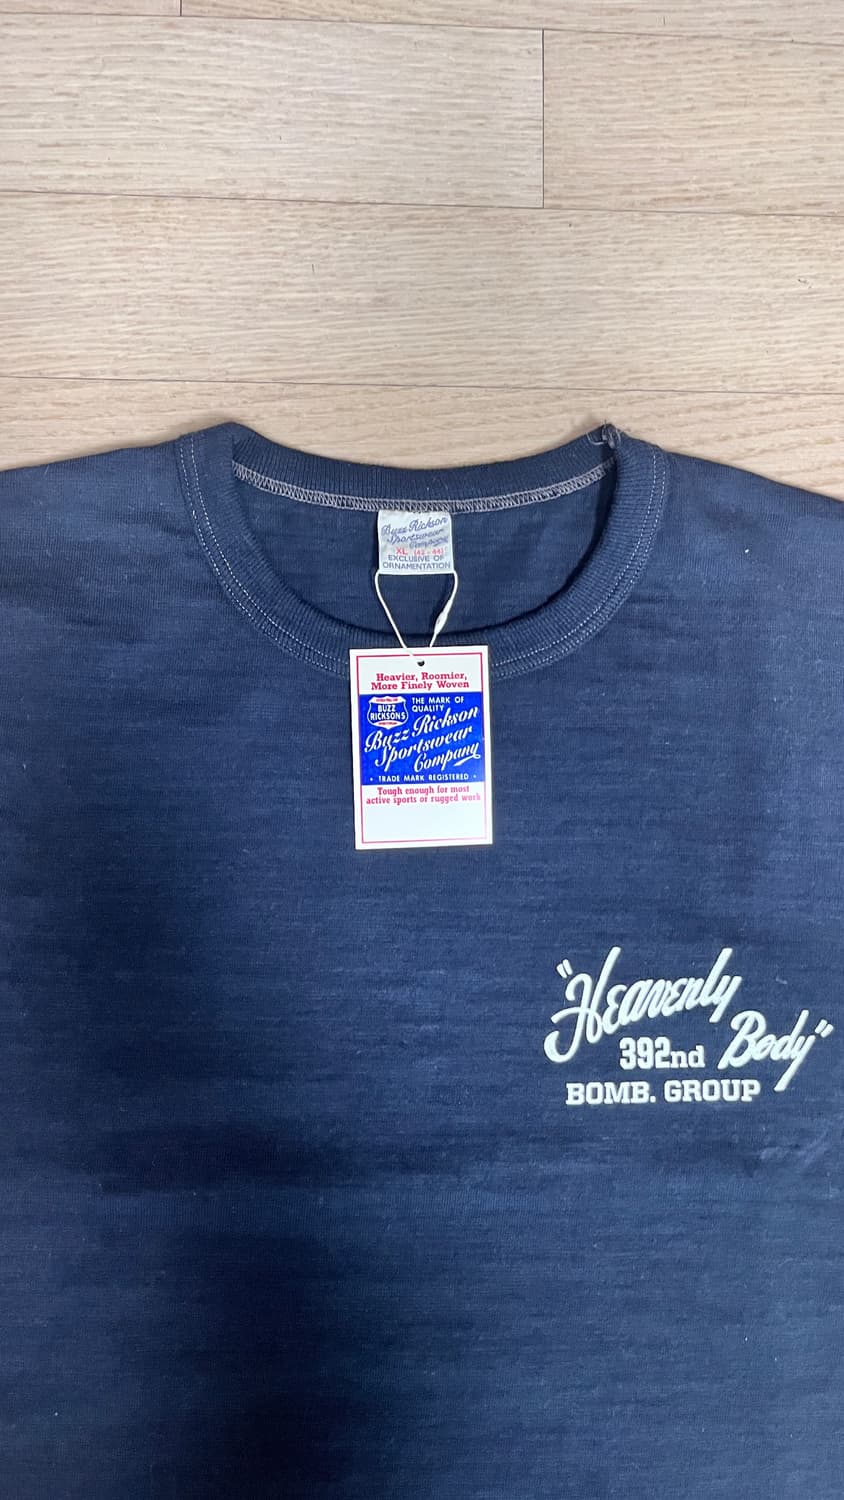 Buzz Rickson
Sportswear
Company
XL (42-44)
EXCLUSIVE OF
ORNAMENTATION
Heavier, Roomier,
More Finely Woven
BUZZ
RICKSON'S
THE MARK OF
QUALITY
Buzz Rickson
Sportswear
Company
• TRADE MARK REGISTERED •
Tough enough for most
active sports or rugged work
"Heavenly
Body"
392nd
BOMB. GROUP